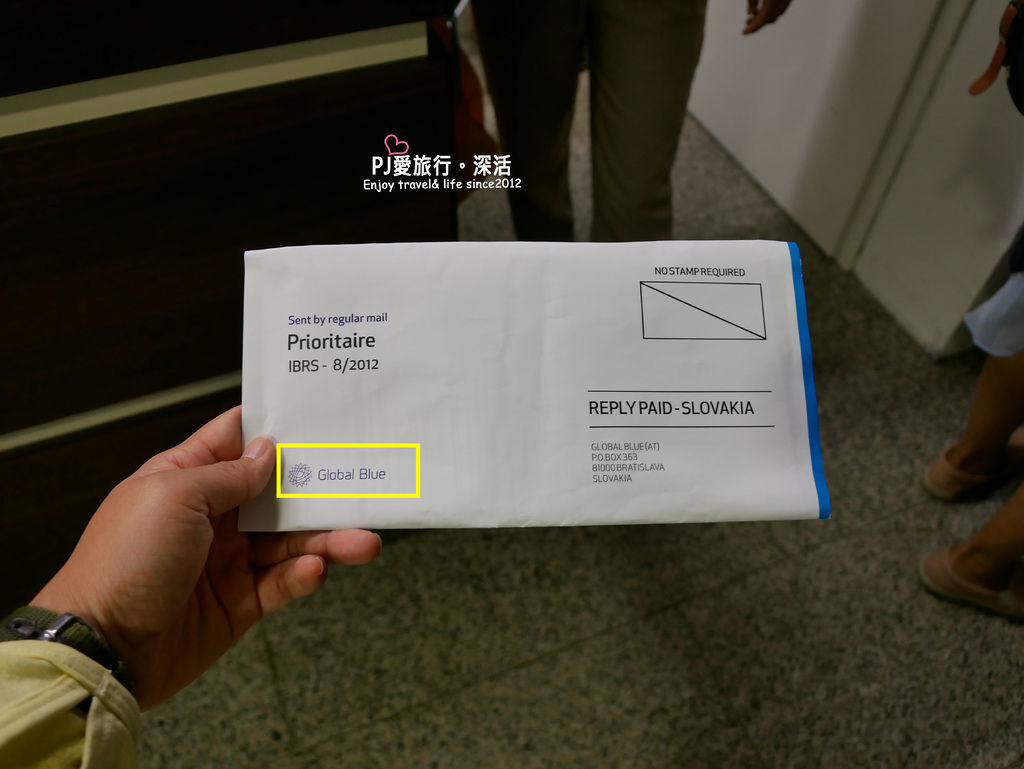 PJ愛旅行。深活
Enjoy travel& life since2012
NO STAMP REQUIRED
Sent by regular mail
Prioritaire
IBRS - 8/2012
REPLY PAID - SLOVAKIA
GLOBAL BLUE (AT)
P.O.BOX 363
81000 BRATISLAVA
SLOVAKIA
Global Blue